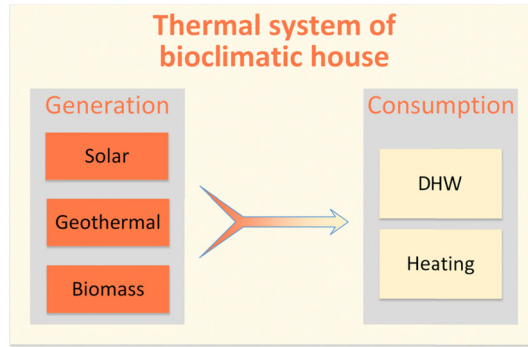 Thermal system of
bioclimatic house
Generation
Solar
Geothermal
Biomass
Consumption
DHW
Heating